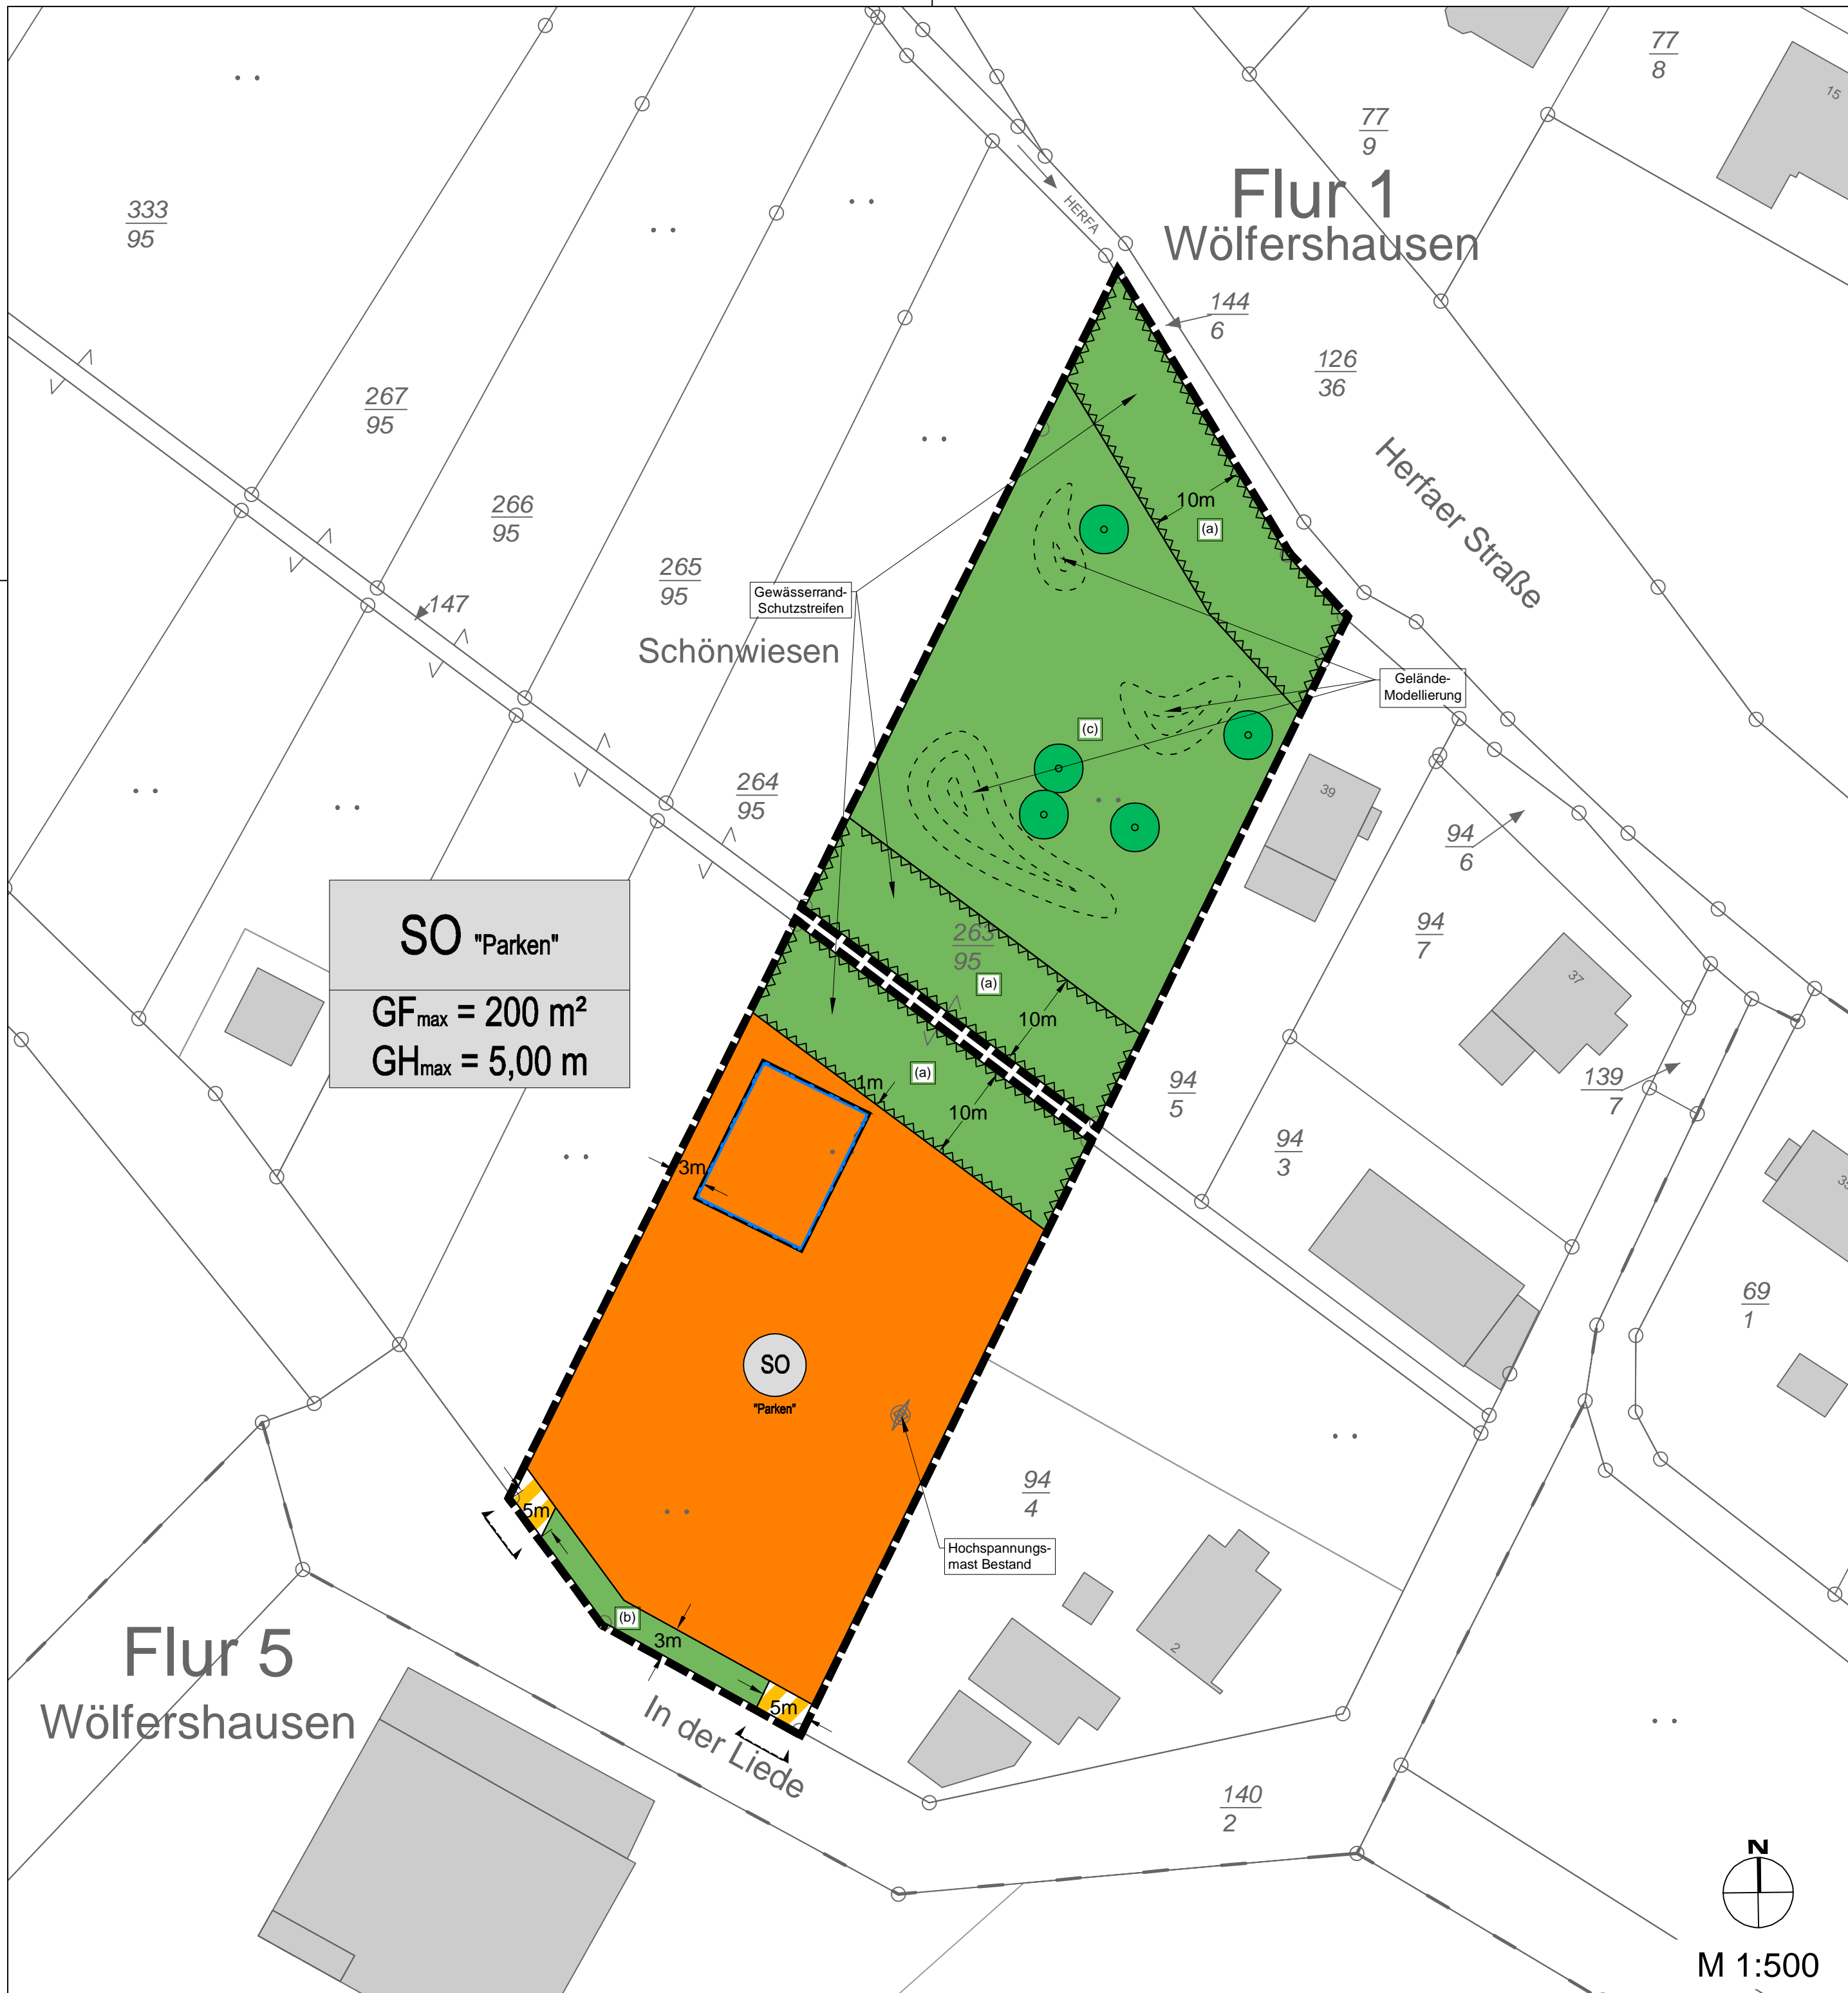 77
8
15
77
9
Flur 1
Wölfershausen
HERFA
333
95
144
6
126
36
267
95
Herfaer Straße
266
95
10m
(a)
265
95
Gewässerrand-
Schutzstreifen
147
Schönwiesen
Gelände-
Modellierung
(c)
264
95
39
94
6
SO "Parken"
GFmax = 200 m²
GHmax = 5,00 m
263
95
94
7
(a)
37
10m
(a)
1m
10m
94
5
139
7
94
3
3m
69
1
SO
"Parken"
94
4
5m
Hochspannungs-
mast Bestand
(b)
3m
2
Flur 5
Wölfershausen
5m
In der Liede
140
2
N
M 1:500